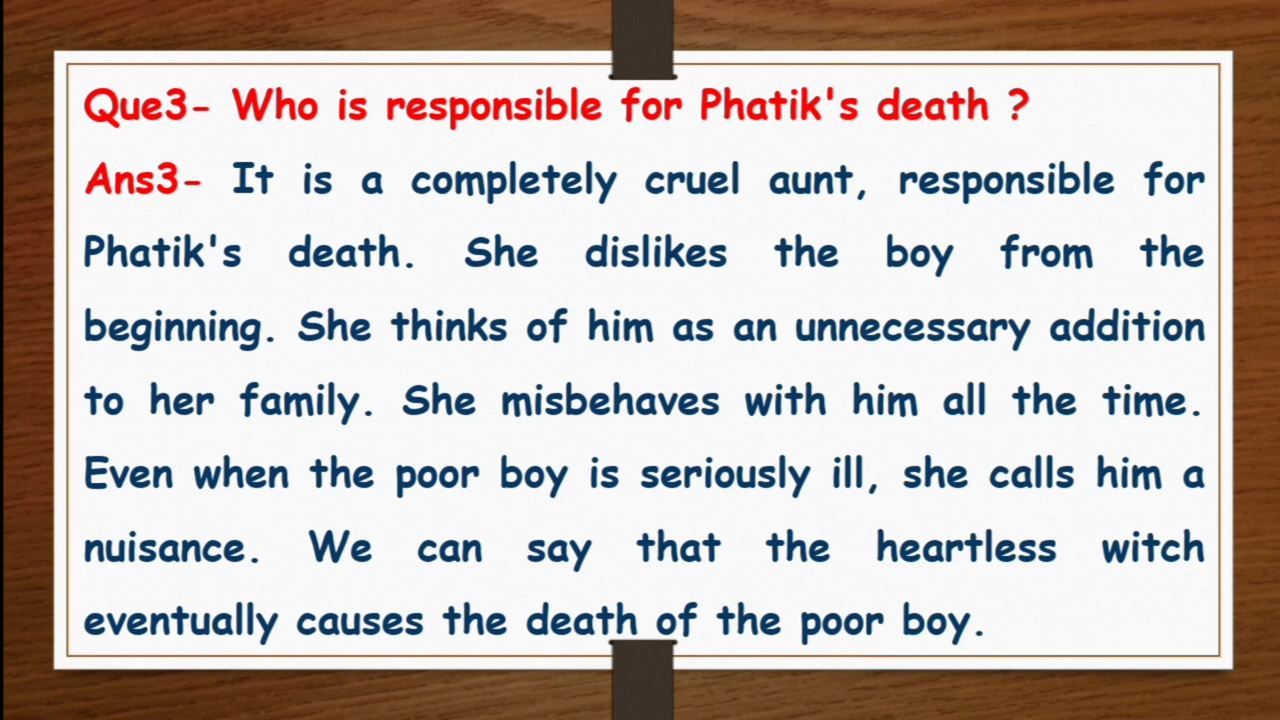 Que3- Who is responsible for Phatik's death ?
Ans3- It is a completely cruel aunt, responsible for
Phatik's death. She dislikes the boy from the
beginning. She thinks of him as an unnecessary addition
to her family. She misbehaves with him all the time.
Even when the poor boy is seriously ill, she calls him a
nuisance. We can say that the heartless witch
eventually causes the death of the poor boy.